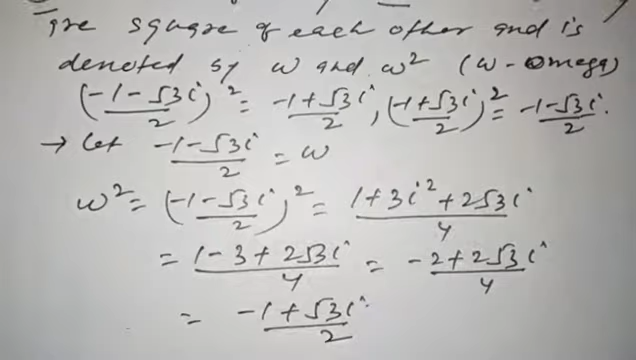 are square of each other and is
denoted by ω and ω² (ω - omega)
((-1-√3i)/2)² = (-1+√3i)/2, ((-1+√3i)/2)² = (-1-√3i)/2.
→ Let (-1-√3i)/2 = ω
ω² = ((-1-√3i)/2)² = (1+3i²+2√3i)/4
= (1-3+2√3i)/4 = (-2+2√3i)/4
= (-1+√3i)/2